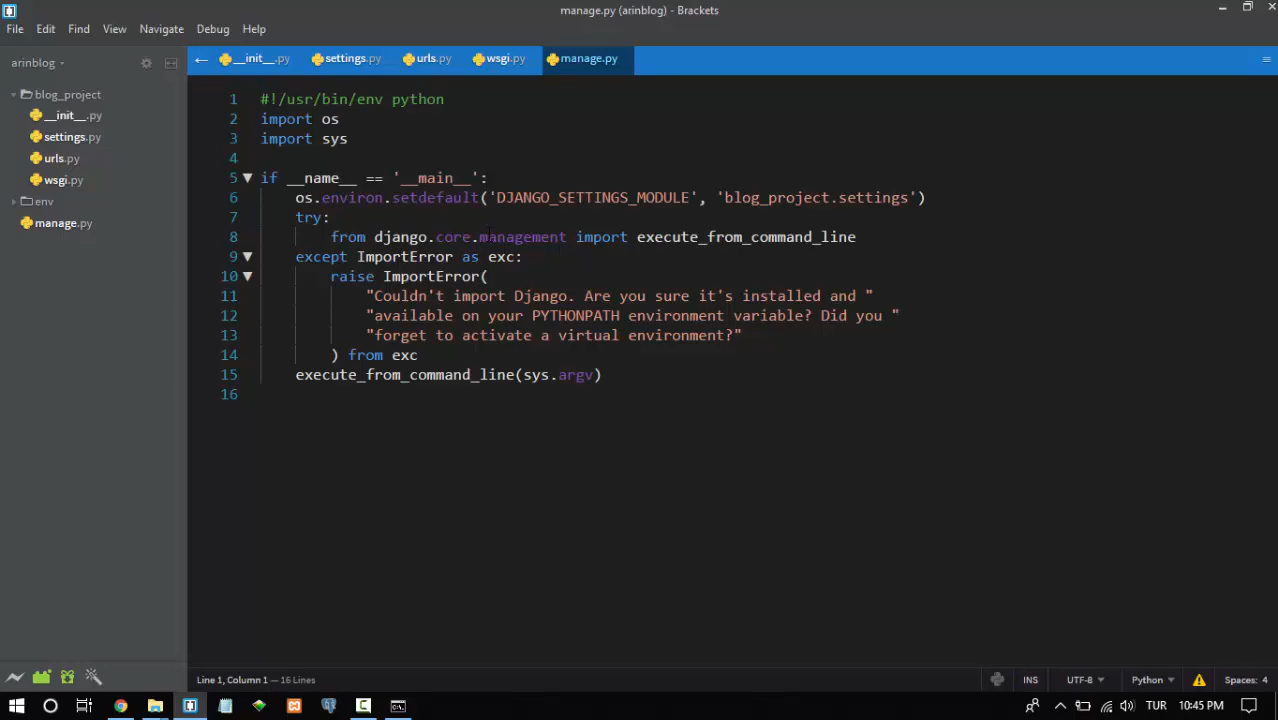 manage.py (arinblog) - Brackets
File Edit Find View Navigate Debug Help
arinblog
__init__.py settings.py urls.py wsgi.py manage.py
blog_project
__init__.py
settings.py
urls.py
wsgi.py
env
manage.py
1 #!/usr/bin/env python
2 import os
3 import sys
4
5 if __name__ == '__main__':
6 os.environ.setdefault('DJANGO_SETTINGS_MODULE', 'blog_project.settings')
7 try:
8 from django.core.management import execute_from_command_line
9 except ImportError as exc:
10 raise ImportError(
11 "Couldn't import Django. Are you sure it's installed and "
12 "available on your PYTHONPATH environment variable? Did you "
13 "forget to activate a virtual environment?"
14 ) from exc
15 execute_from_command_line(sys.argv)
16
Line 1, Column 1 — 16 Lines
INS UTF-8 Python Spaces: 4
TUR 10:45 PM